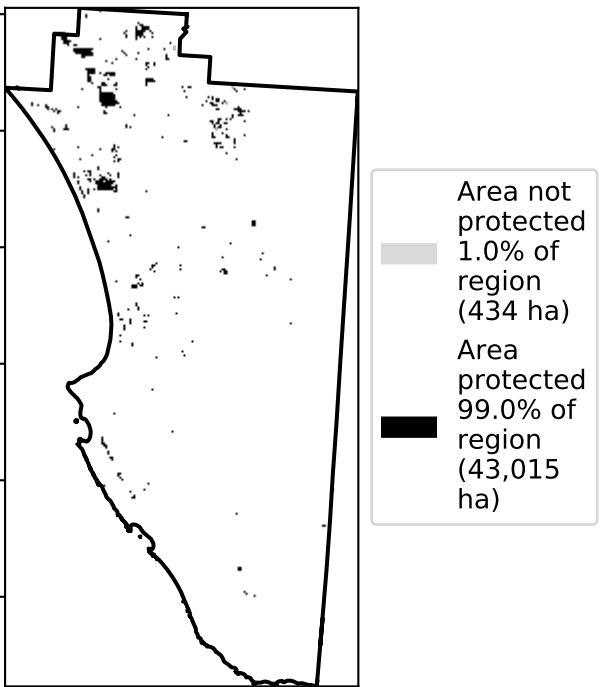 Area not
protected
1.0% of
region
(434 ha)
Area
protected
99.0% of
region
(43,015
ha)